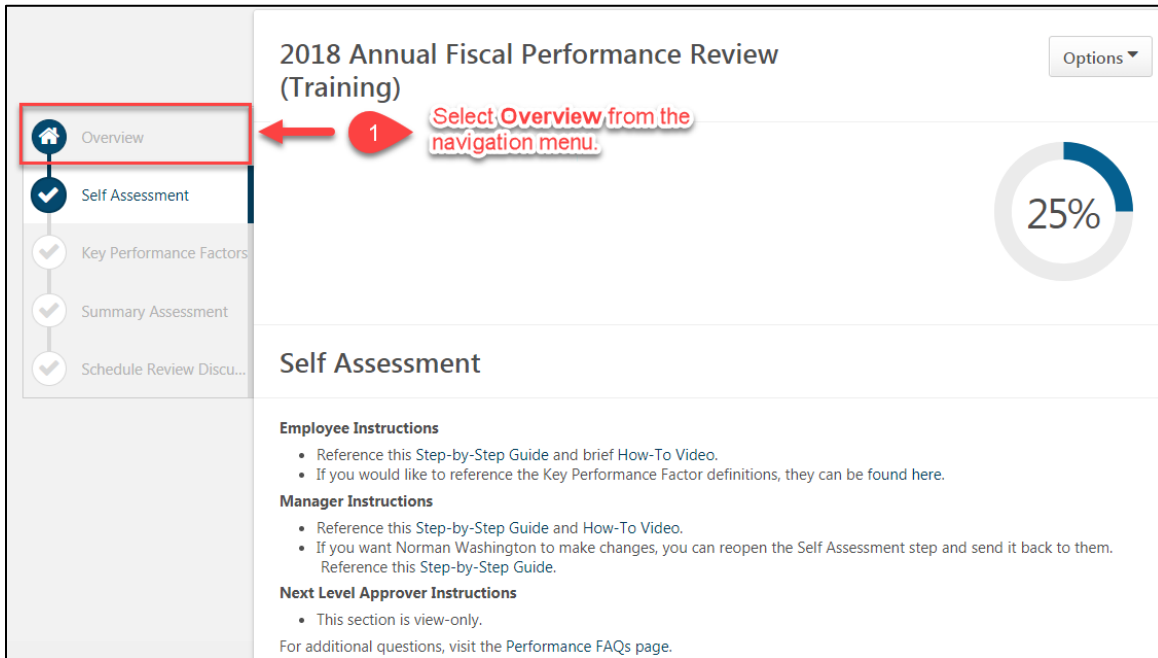 2018 Annual Fiscal Performance Review
(Training)
Options
Overview
1
Select Overview from the
navigation menu.
Self Assessment
25%
Key Performance Factors
Summary Assessment
Schedule Review Discu...
Self Assessment
Employee Instructions
• Reference this Step-by-Step Guide and brief How-To Video.
• If you would like to reference the Key Performance Factor definitions, they can be found here.
Manager Instructions
• Reference this Step-by-Step Guide and How-To Video.
• If you want Norman Washington to make changes, you can reopen the Self Assessment step and send it back to them.
Reference this Step-by-Step Guide.
Next Level Approver Instructions
• This section is view-only.
For additional questions, visit the Performance FAQs page.